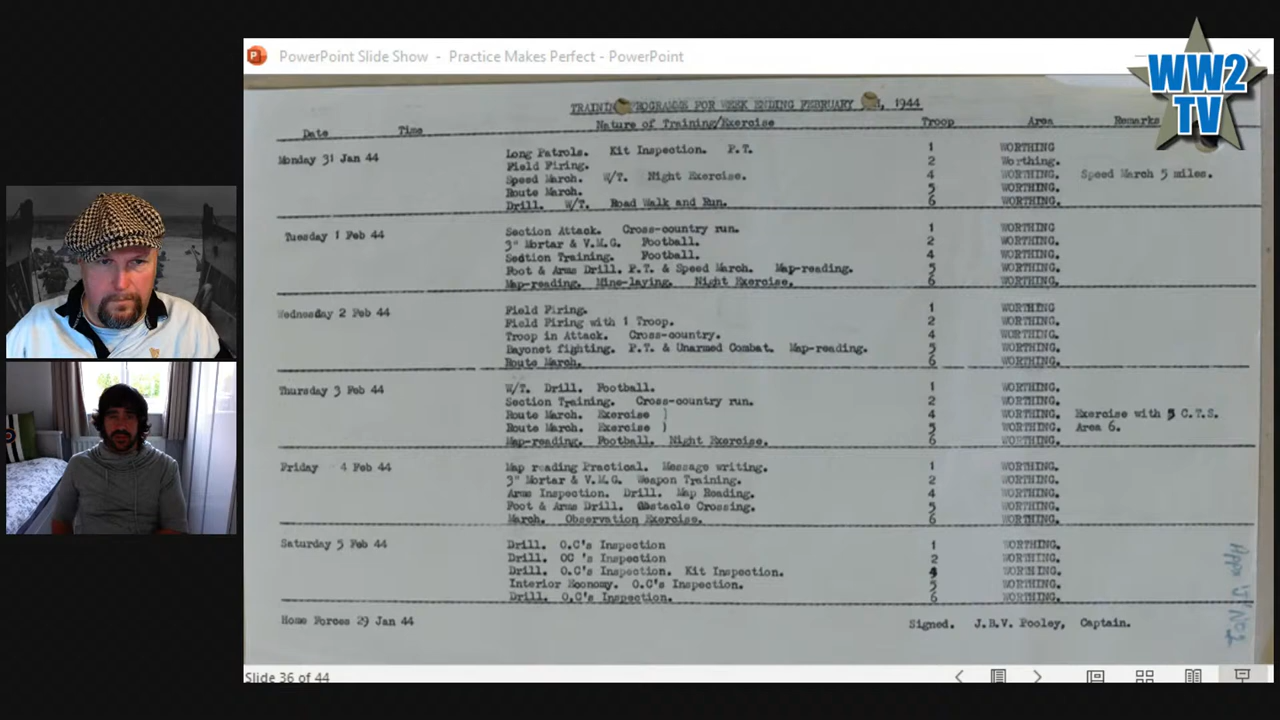 PowerPoint Slide Show - Practice Makes Perfect - PowerPoint
WW2
TV
TRAINING PROGRAMME FOR WEEK ENDING FEBRUARY , 1944
Date Time Nature of Training/Exercise Troop Area Remarks
Monday 31 Jan 44 Long Patrols. Kit Inspection. P.T. 1 WORTHING
Field Firing. 2 Worthing.
Speed March. W/T. Night Exercise. 4 WORTHING. Speed March 5 miles.
Route March. 5 WORTHING.
Drill. W/T. Road Walk and Run. 6 WORTHING.
Tuesday 1 Feb 44 Section Attack. Cross-country run. 1 WORTHING
3" Mortar & V.M.G. Football. 2 WORTHING.
Section Training. Football. 4 WORTHING.
Foot & Arms Drill. P.T. & Speed March. Map-reading. 5 WORTHING.
Map-reading. Mine-laying. Night Exercise. 6 WORTHING.
Wednesday 2 Feb 44 Field Firing. 1 WORTHING
Field Firing with 1 Troop. 2 WORTHING.
Troop in Attack. Cross-country. 4 WORTHING.
Bayonet fighting. P.T. & Unarmed Combat. Map-reading. 5 WORTHING.
Route March. 6 WORTHING.
Thursday 3 Feb 44 W/T. Drill. Football. 1 WORTHING.
Section Training. Cross-country run. 2 WORTHING.
Route March. Exercise ) 4 WORTHING. Exercise with 5 C.T.S.
Route March. Exercise ) 5 WORTHING. Area 6.
Map-reading. Football. Night Exercise. 6 WORTHING.
Friday 4 Feb 44 Map reading Practical. Message writing. 1 WORTHING.
3" Mortar & V.M.G. Weapon Training. 2 WORTHING.
Arms Inspection. Drill. Map Reading. 4 WORTHING.
Foot & Arms Drill. Obstacle Crossing. 5 WORTHING.
March. Observation Exercise. 6 WORTHING.
Saturday 5 Feb 44 Drill. O.C's Inspection 1 WORTHING.
Drill. OC 's Inspection 2 WORTHING.
Drill. O.C's Inspection. Kit Inspection. 4 WORTHING.
Interior Economy. O.C's Inspection. 5 WORTHING.
Drill. O.C's Inspection. 6 WORTHING.
Home Forces 29 Jan 44 Signed. J.B.V. Pooley, Captain.
Slide 36 of 44